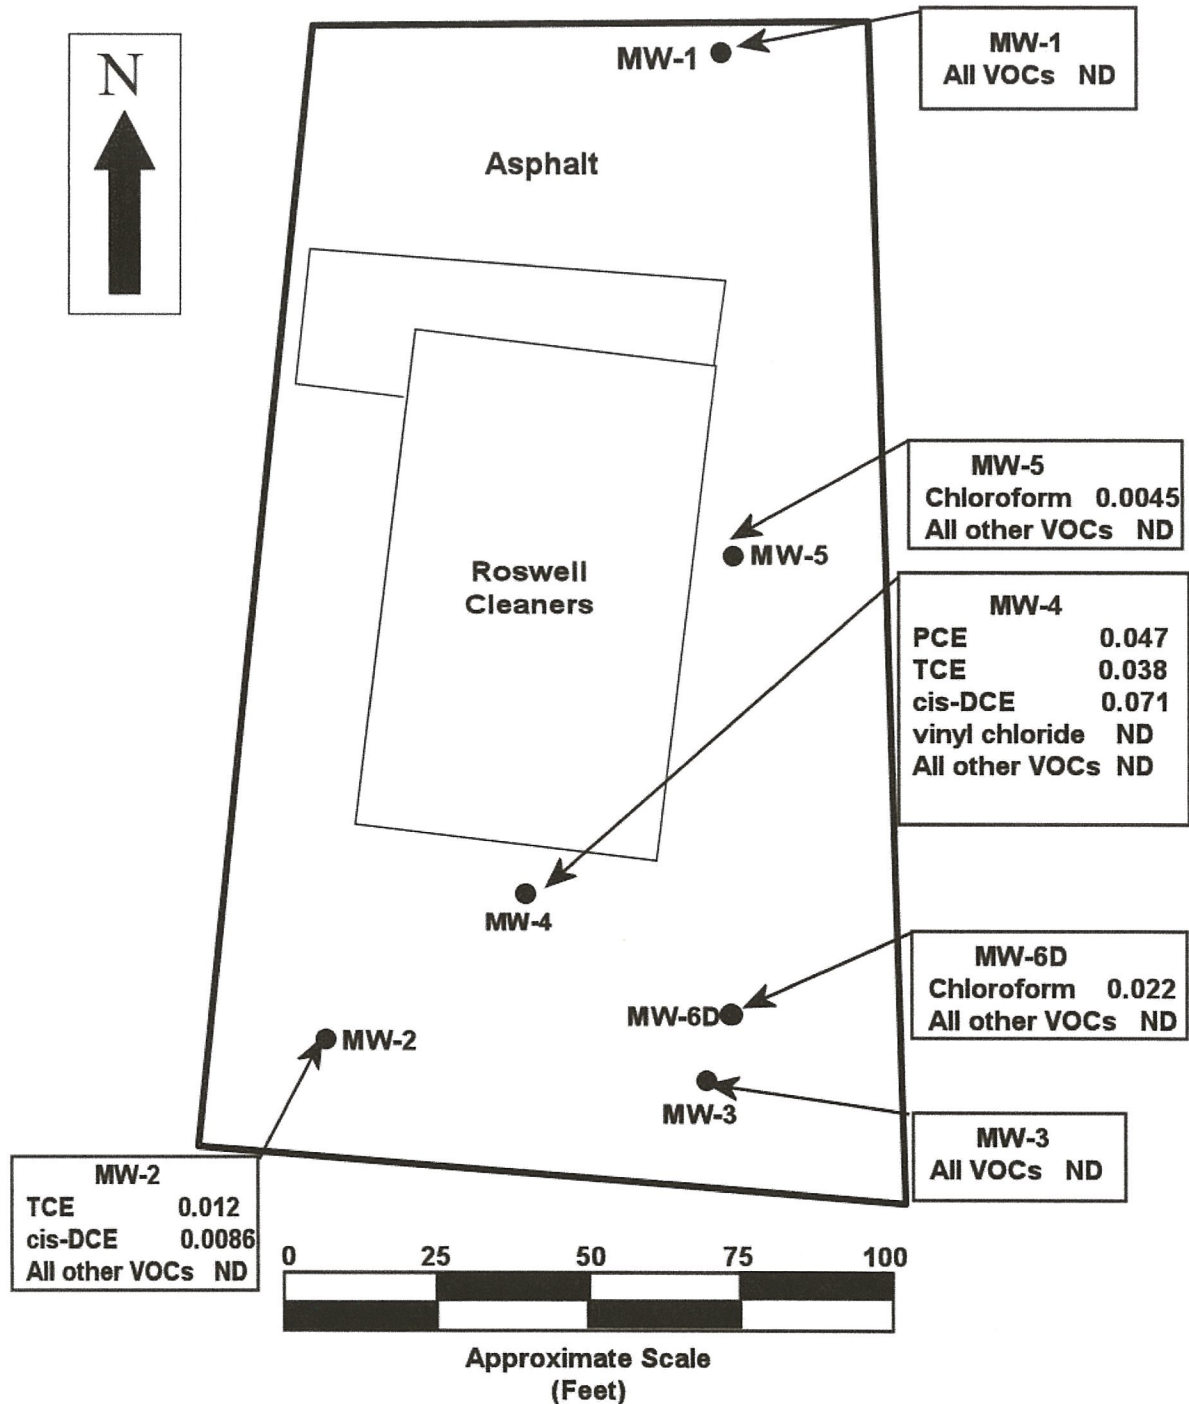 N
MW-1
MW-1
All VOCs ND
Asphalt
MW-5
Chloroform 0.0045
All other VOCs ND
MW-5
Roswell
Cleaners
MW-4
PCE 0.047
TCE 0.038
cis-DCE 0.071
vinyl chloride ND
All other VOCs ND
MW-4
MW-6D
Chloroform 0.022
All other VOCs ND
MW-6D
MW-2
MW-3
MW-3
All VOCs ND
MW-2
TCE 0.012
cis-DCE 0.0086
All other VOCs ND
0 25 50 75 100
Approximate Scale
(Feet)